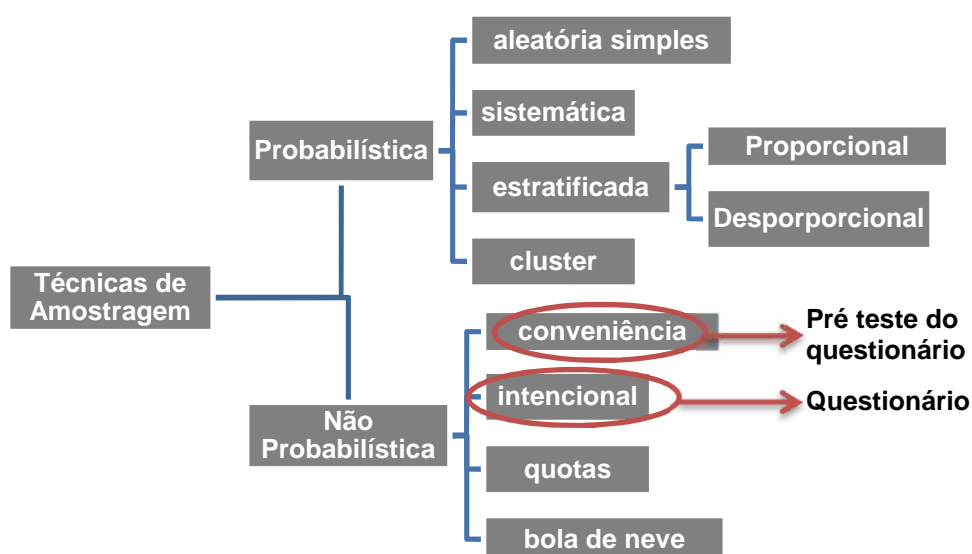 Técnicas de
Amostragem
Probabilística
aleatória simples
sistemática
estratificada
Proporcional
Desporporcional
cluster
Não
Probabilística
conveniência
Pré teste do
questionário
intencional
Questionário
quotas
bola de neve